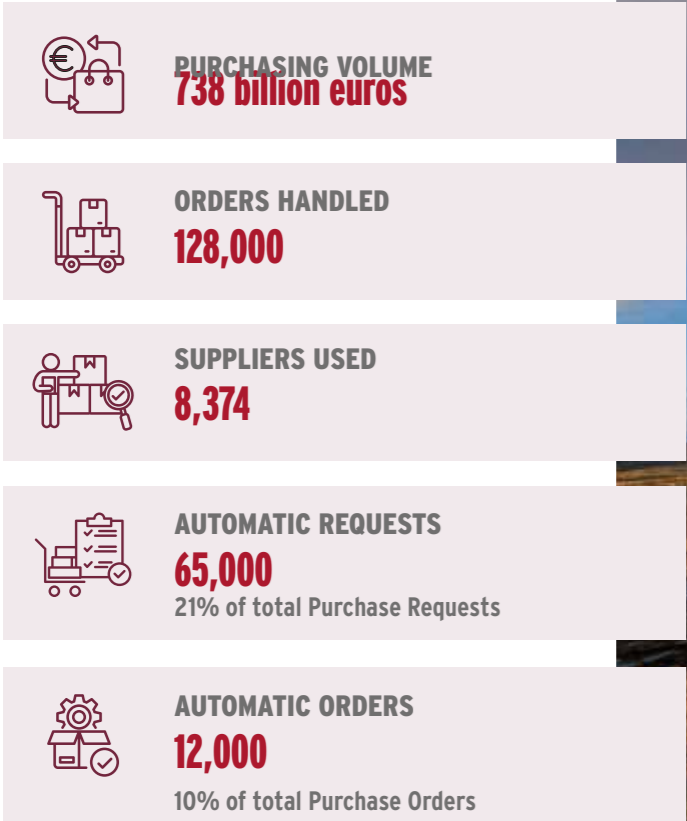 PURCHASING VOLUME
738 billion euros
ORDERS HANDLED
128,000
SUPPLIERS USED
8,374
AUTOMATIC REQUESTS
65,000
21% of total Purchase Requests
AUTOMATIC ORDERS
12,000
10% of total Purchase Orders